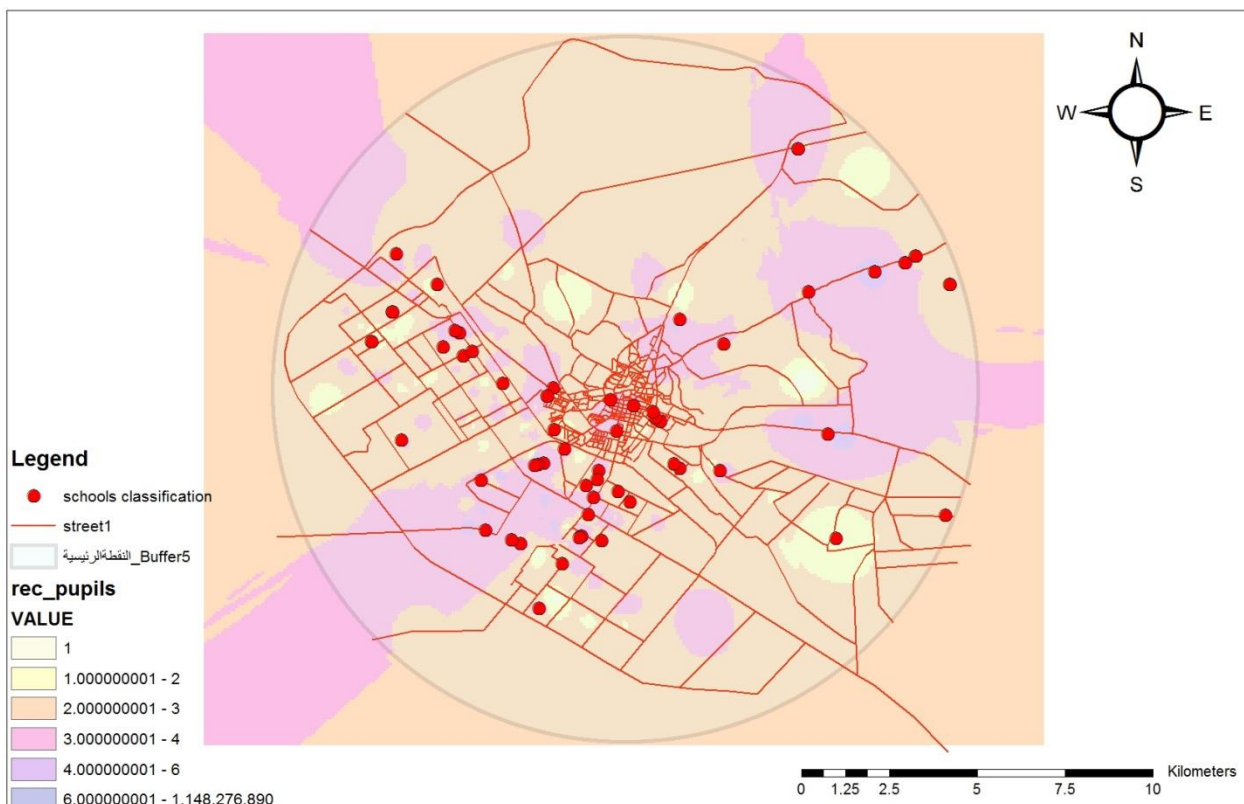 N
W E
S
Legend
schools classification
street1
النقطةالرئيسية_Buffer5
rec_pupils
VALUE
1
1.000000001 - 2
2.000000001 - 3
3.000000001 - 4
4.000000001 - 6
6.000000001 - 1,148,276,890
Kilometers
0 1.25 2.5 5 7.5 10